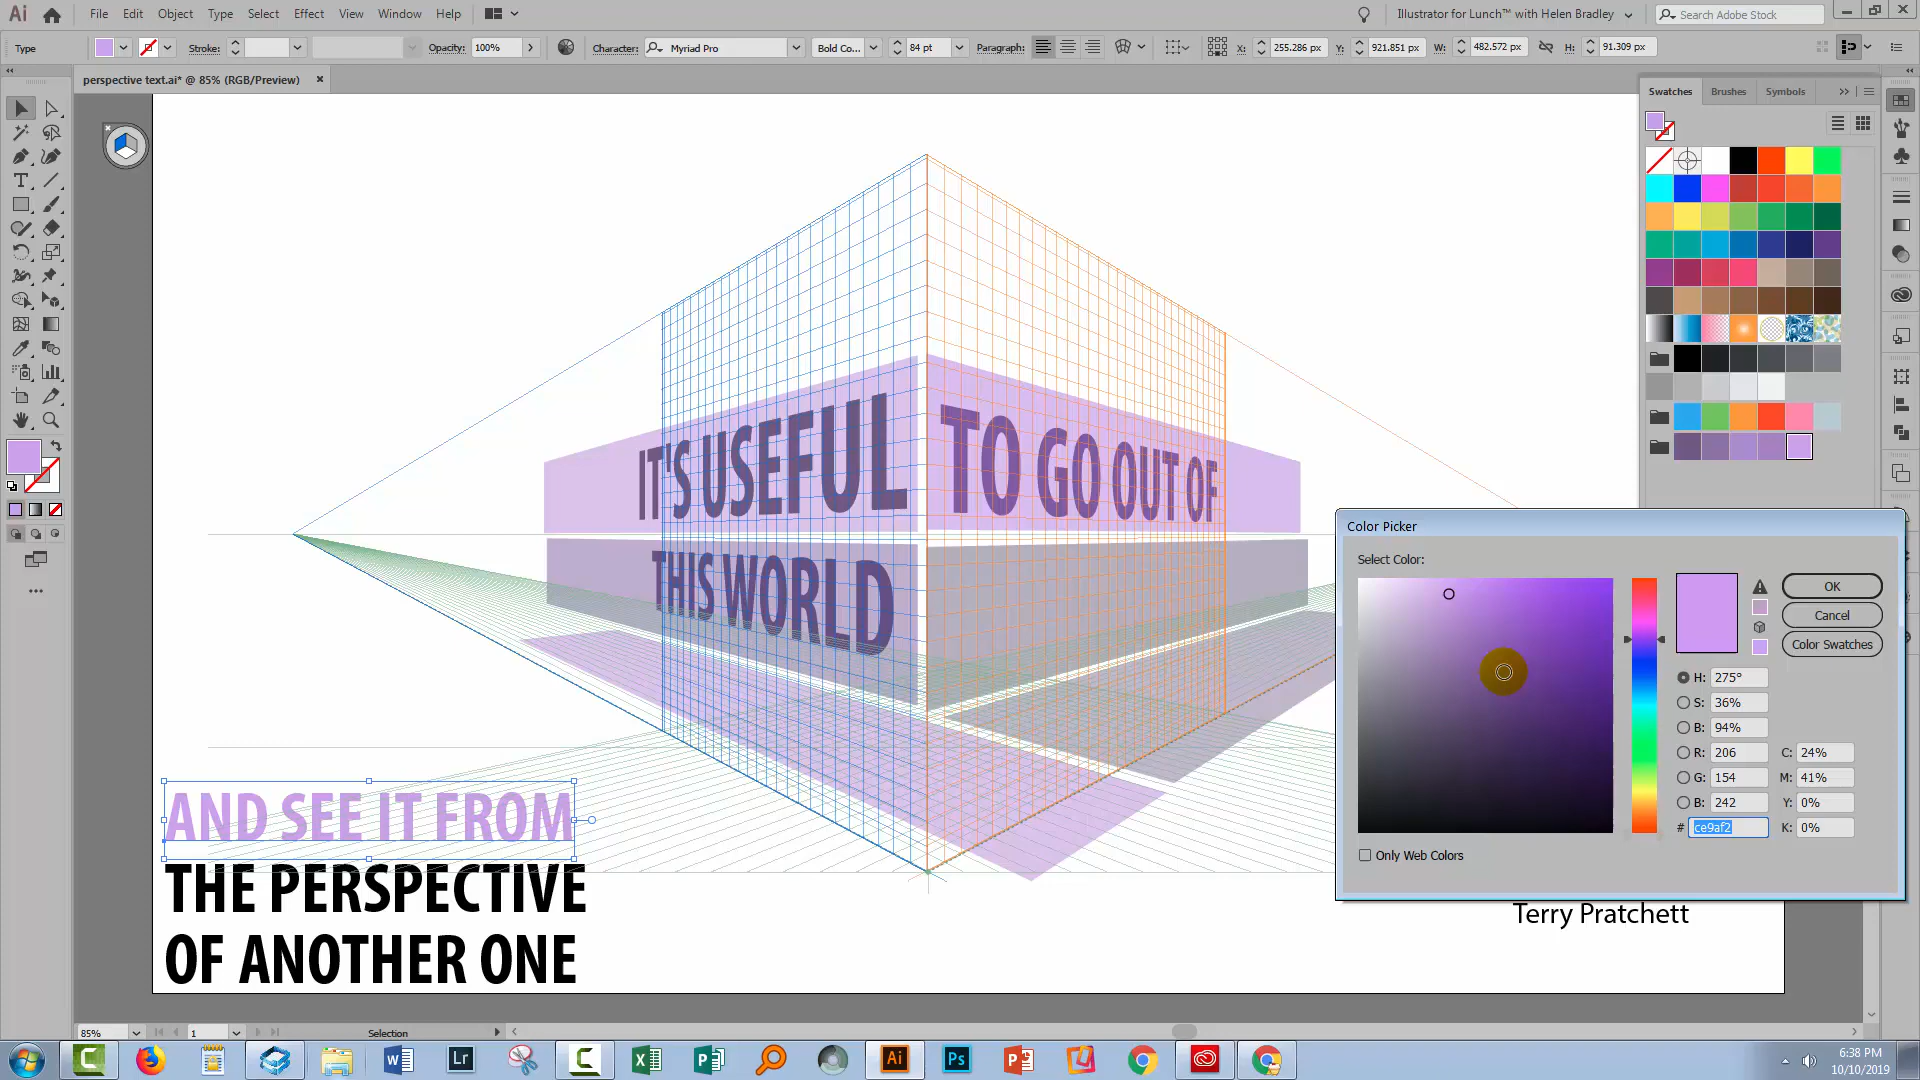 Ai File Edit Object Type Select Effect View Window Help Illustrator for Lunch™ with Helen Bradley Search Adobe Stock
Type Stroke: Opacity: 100% Character: Myriad Pro Bold Co... 84 pt Paragraph: X: 255.286 px Y: 921.851 px W: 482.572 px H: 91.309 px
perspective text.ai* @ 85% (RGB/Preview)
Swatches Brushes Symbols
IT'S USEFUL TO GO OUT OF
THIS WORLD
AND SEE IT FROM
THE PERSPECTIVE
OF ANOTHER ONE
Color Picker
Select Color:
OK
Cancel
Color Swatches
H: 275°
S: 36%
B: 94%
R: 206 C: 24%
G: 154 M: 41%
B: 242 Y: 0%
# ce9af2 K: 0%
Only Web Colors
Terry Pratchett
85% 1 Selection
Lr Ai Ps
6:38 PM
10/10/2019